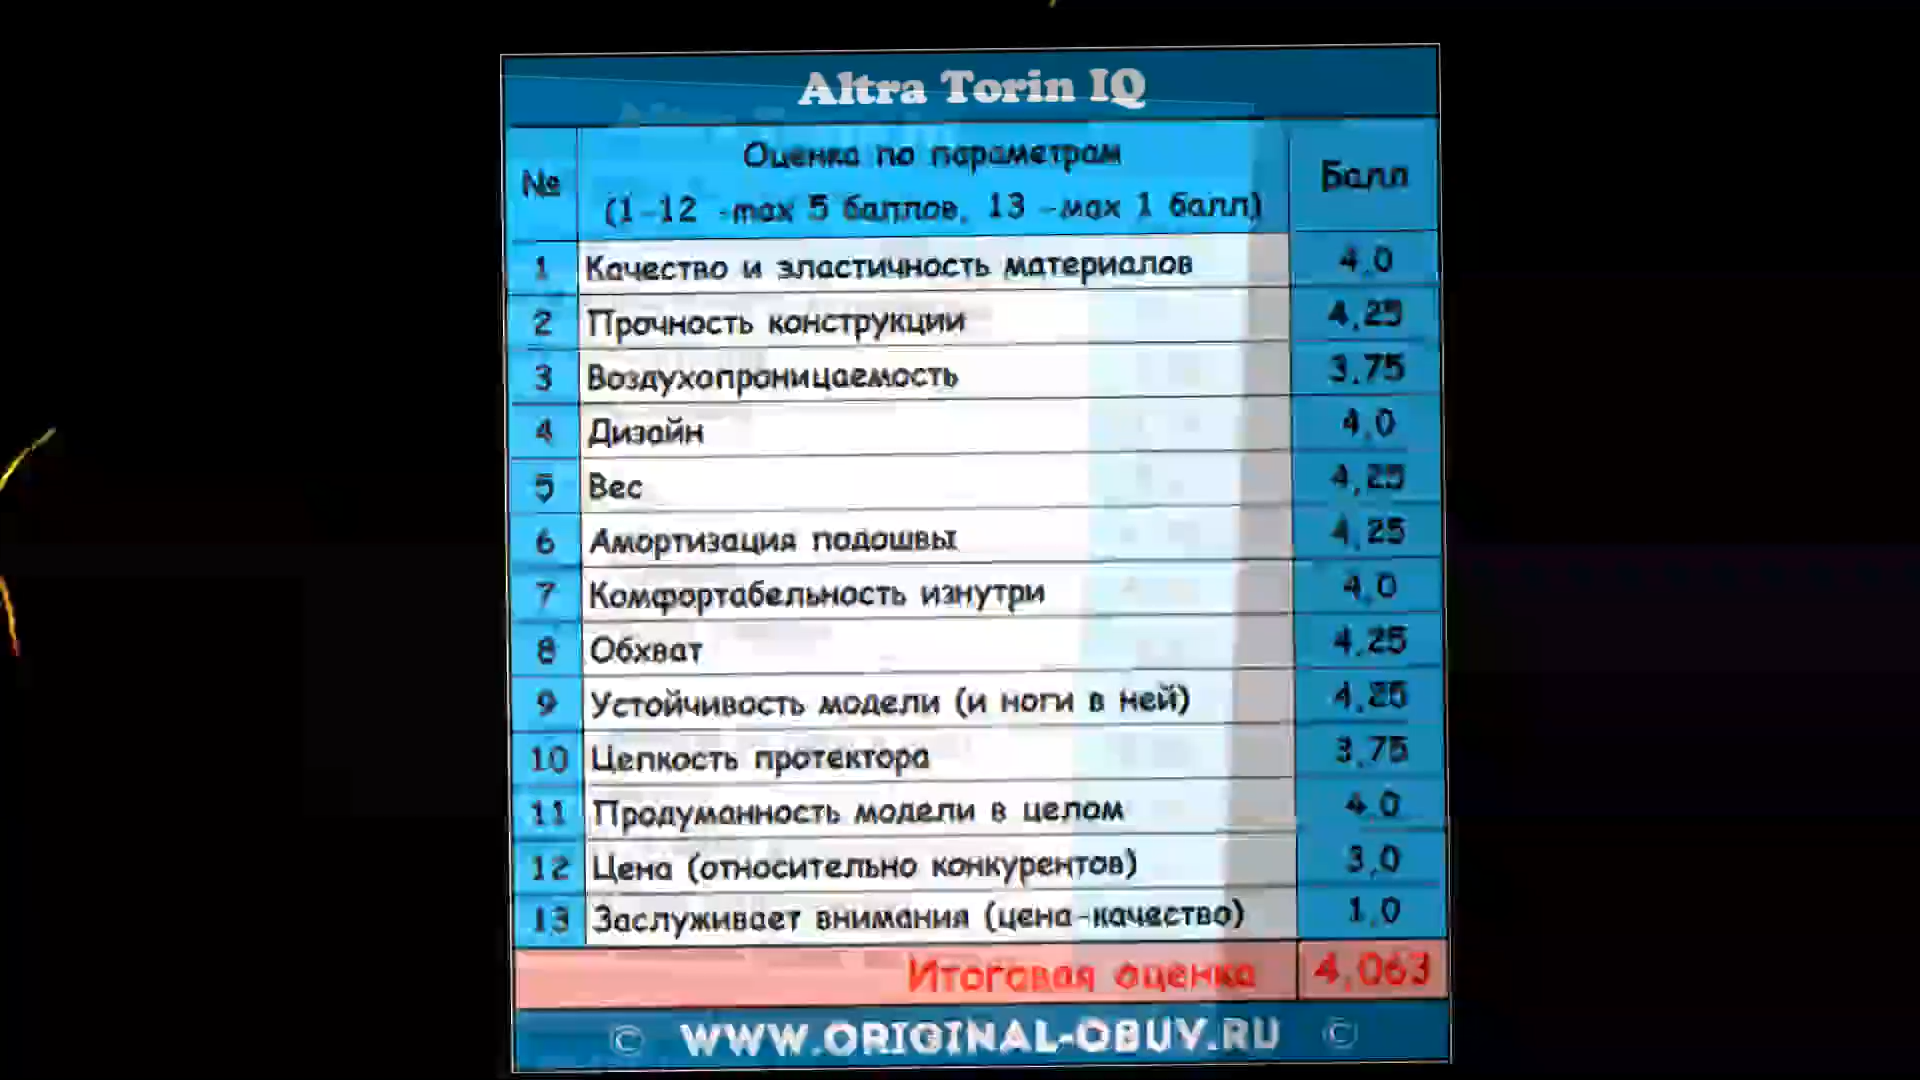 Altra Torin IQ
№ Оценка по параметрам Балл
(1-12 -max 5 баллов, 13 -мах 1 балл)
1 Качество и эластичность материалов 4,0
2 Прочность конструкции 4,25
3 Воздухопроницаемость 3,75
4 Дизайн 4,0
5 Вес 4,25
6 Амортизация подошвы 4,25
7 Комфортабельность изнутри 4,0
8 Обхват 4,25
9 Устойчивость модели (и ноги в ней) 4,25
10 Цепкость протектора 3,75
11 Продуманность модели в целом 4,0
12 Цена (относительно конкурентов) 3,0
13 Заслуживает внимания (цена-качество) 1,0
Итоговая оценка 4,063
© WWW.ORIGINAL-OBUV.RU ©